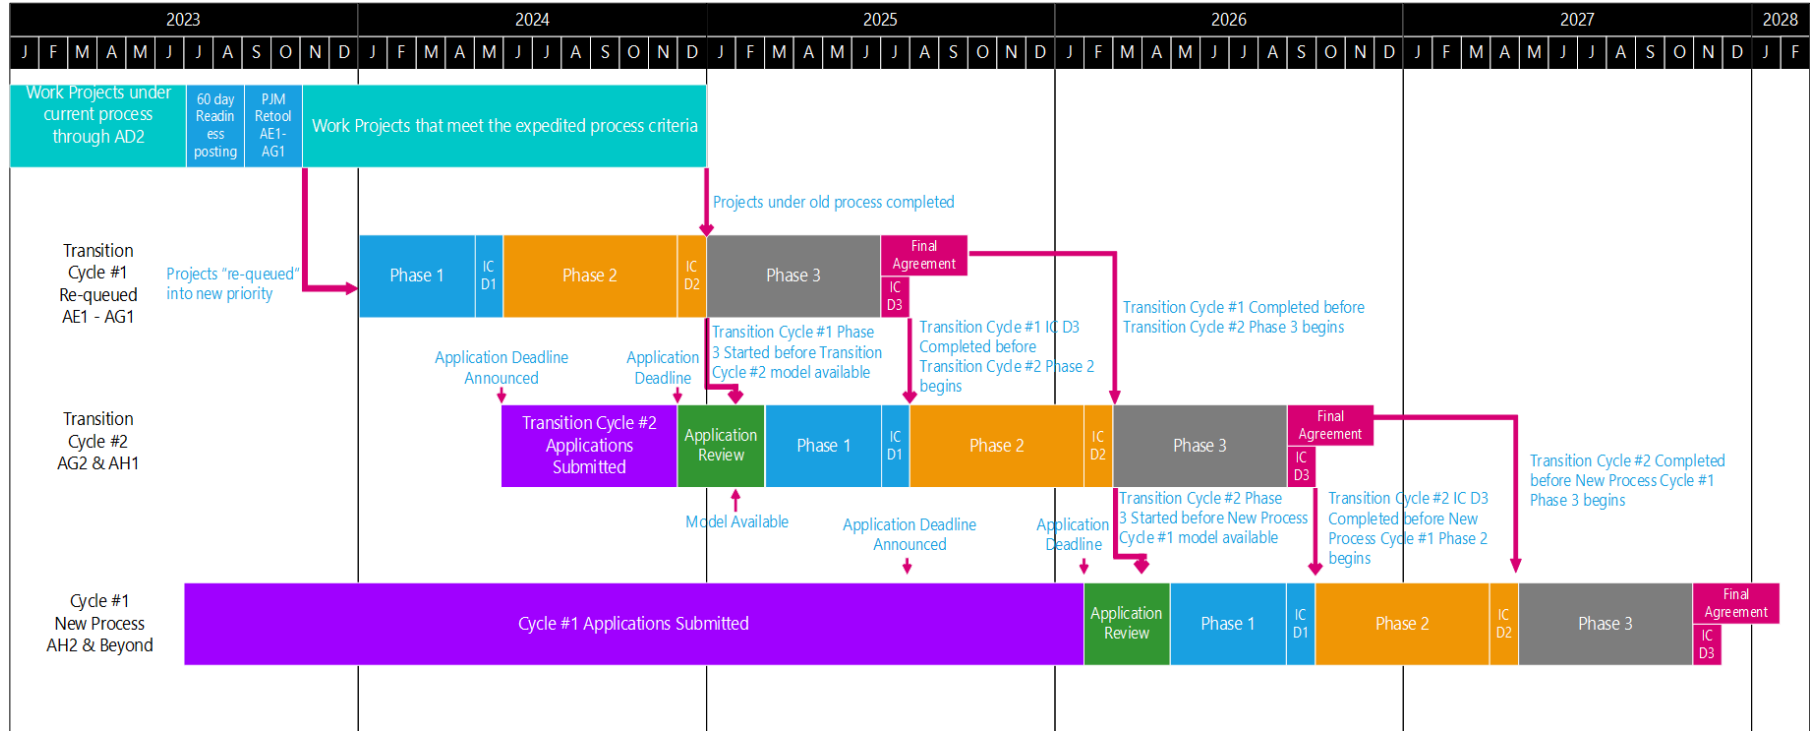 2023 2024 2025 2026 2027 2028
J F M A M J J A S O N D J F M A M J J A S O N D J F M A M J J A S O N D J F M A M J J A S O N D J F M A M J J A S O N D J F
Work Projects under
current process
through AD2
60 day
Readin
ess
posting
PJM
Retool
AE1-
AG1
Work Projects that meet the expedited process criteria
Projects under old process completed
Transition
Cycle #1
Re-queued
AE1 - AG1
Projects “re-queued”
into new priority
Phase 1
IC
D1
Phase 2
IC
D2
Phase 3
Final
Agreement
IC
D3
Transition Cycle #1 Completed before
Transition Cycle #2 Phase 3 begins
Application Deadline
Announced
Application
Deadline
Transition Cycle #1 Phase
3 Started before Transition
Cycle #2 model available
Transition Cycle #1 IC D3
Completed before
Transition Cycle #2 Phase 2
begins
Transition
Cycle #2
AG2 & AH1
Transition Cycle #2
Applications
Submitted
Application
Review
Phase 1
IC
D1
Phase 2
IC
D2
Phase 3
Final
Agreement
IC
D3
Transition Cycle #2 Completed
before New Process Cycle #1
Phase 3 begins
Model Available
Application Deadline
Announced
Application
Deadline
Transition Cycle #2 Phase
3 Started before New Process
Cycle #1 model available
Transition Cycle #2 IC D3
Completed before New
Process Cycle #1 Phase 2
begins
Cycle #1
New Process
AH2 & Beyond
Cycle #1 Applications Submitted
Application
Review
Phase 1
IC
D1
Phase 2
IC
D2
Phase 3
Final
Agreement
IC
D3